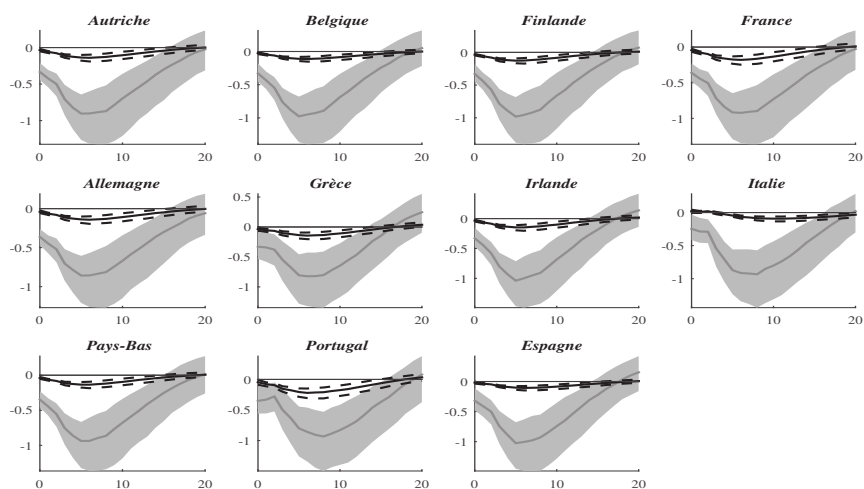 Autriche Belgique Finlande France
0 0 0 0
-0.5 -0.5 -0.5 -0.5
-1 -1 -1 -1
0 10 20 0 10 20 0 10 20 0 10 20
Allemagne Grèce Irlande Italie
0 0.5 0 0
-0.5 0 -0.5 -0.5
-1 -0.5 -1 -1
-1
0 10 20 0 10 20 0 10 20 0 10 20
Pays-Bas Portugal Espagne
0 0 0
-0.5 -0.5 -0.5
-1 -1 -1
0 10 20 0 10 20 0 10 20